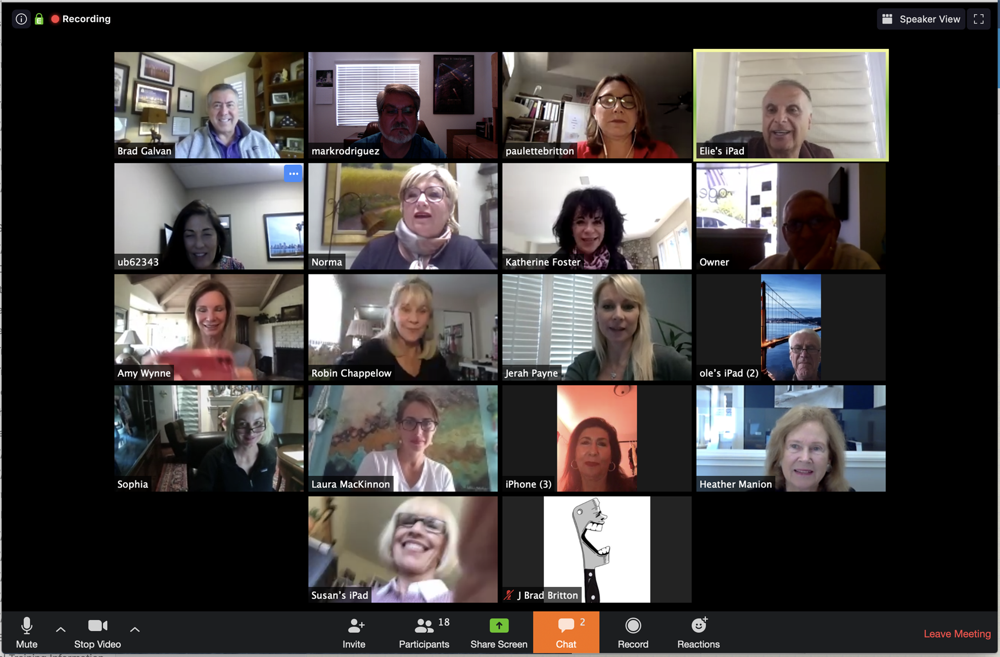 Recording
Speaker View
Brad Galvan
markrodriguez
paulettebritton
Elie's iPad
ub62343
Norma
Katherine Foster
Owner
Amy Wynne
Robin Chappelow
Jerah Payne
ole’s iPad (2)
Sophia
Laura MacKinnon
iPhone (3)
Heather Manion
Susan’s iPad
J Brad Britton
18
2
Mute
Stop Video
Invite
Participants
Share Screen
Chat
Record
Reactions
Leave Meeting